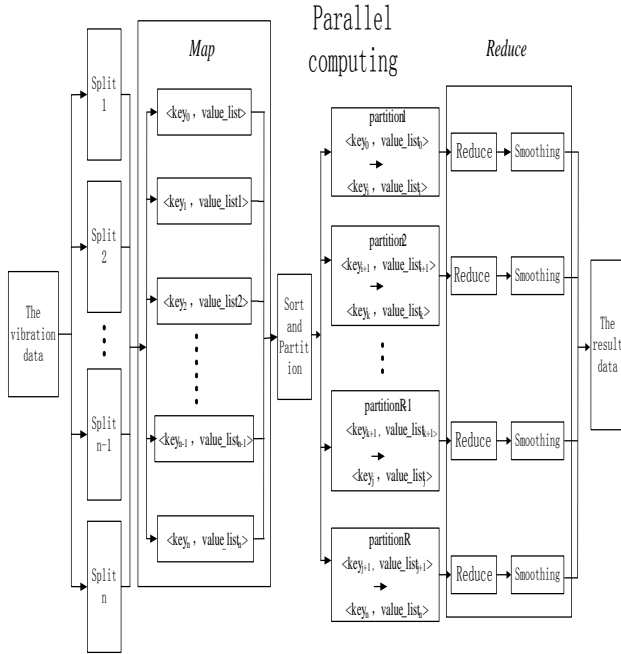 Parallel
computing
Map
Reduce
The
vibration
data
Split
1
Split
2
Split
n-1
Split
n
<key₀ , value_list>
<key₁ , value_list1>
<key₂ , value_list2>
<keyₙ₋₁ , value_listₙ₋₁>
<keyₙ , value_listₙ>
Sort
and
Partit
ion
partition1
<key₀ , value_list₀>
<keyᵢ , value_listᵢ>
partition2
<keyᵢ₊₁ , value_listᵢ₊₁>
<keyₖ , value_listₖ>
partitionR-1
<keyₖ₊₁, value_listₖ₊₁>
<keyⱼ , value_listⱼ>
partitionR
<keyⱼ₊₁, value_listⱼ₊₁>
<keyₙ , value_listₙ>
Reduce
Smoothing
Reduce
Smoothing
Reduce
Smoothing
Reduce
Smoothing
The
result
data